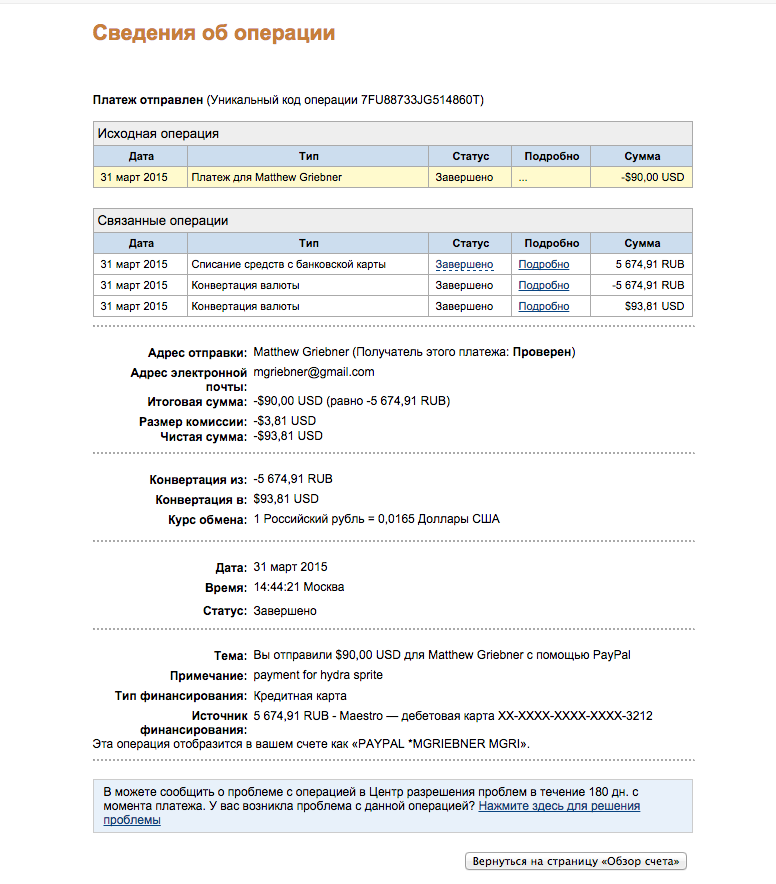 Сведения об операции
Платеж отправлен (Уникальный код операции 7FU88733JG514860T)
Исходная операция
Дата Тип Статус Подробно Сумма
31 март 2015 Платеж для Matthew Griebner Завершено ... -$90,00 USD
Связанные операции
Дата Тип Статус Подробно Сумма
31 март 2015 Списание средств с банковской карты Завершено Подробно 5 674,91 RUB
31 март 2015 Конвертация валюты Завершено Подробно -5 674,91 RUB
31 март 2015 Конвертация валюты Завершено Подробно $93,81 USD
Адрес отправки: Matthew Griebner (Получатель этого платежа: Проверен)
Адрес электронной mgriebner@gmail.com
почты:
Итоговая сумма: -$90,00 USD (равно -5 674,91 RUB)
Размер комиссии: -$3,81 USD
Чистая сумма: -$93,81 USD
Конвертация из: -5 674,91 RUB
Конвертация в: $93,81 USD
Курс обмена: 1 Российский рубль = 0,0165 Доллары США
Дата: 31 март 2015
Время: 14:44:21 Москва
Статус: Завершено
Тема: Вы отправили $90,00 USD для Matthew Griebner с помощью PayPal
Примечание: payment for hydra sprite
Тип финансирования: Кредитная карта
Источник 5 674,91 RUB - Maestro — дебетовая карта XX-XXXX-XXXX-XXXX-3212
финансирования:
Эта операция отобразится в вашем счете как «PAYPAL *MGRIEBNER MGRI».
В можете сообщить о проблеме с операцией в Центр разрешения проблем в течение 180 дн. с
момента платежа. У вас возникла проблема с данной операцией? Нажмите здесь для решения
проблемы
Вернуться на страницу «Обзор счета»